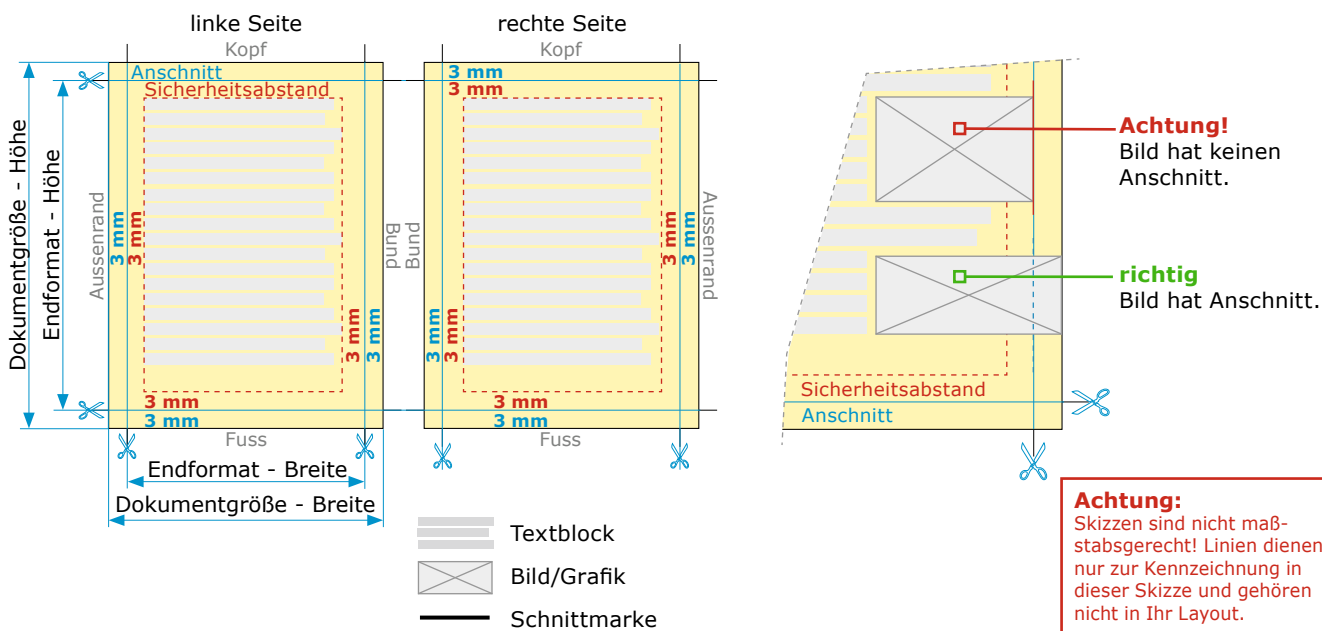 linke Seite
rechte Seite
Kopf
Kopf
Anschnitt
Sicherheitsabstand
3 mm
3 mm
Dokumentgröße - Höhe
Endformat - Höhe
Aussenrand
3 mm
3 mm
3 mm
3 mm
Bund
Bund
3 mm
3 mm
3 mm
3 mm
Aussenrand
3 mm
3 mm
3 mm
3 mm
Fuss
Fuss
Endformat - Breite
Dokumentgröße - Breite
Textblock
Bild/Grafik
Schnittmarke
Achtung!
Bild hat keinen
Anschnitt.
richtig
Bild hat Anschnitt.
Sicherheitsabstand
Anschnitt
Achtung:
Skizzen sind nicht maß-
stabsgerecht! Linien dienen
nur zur Kennzeichnung in
dieser Skizze und gehören
nicht in Ihr Layout.